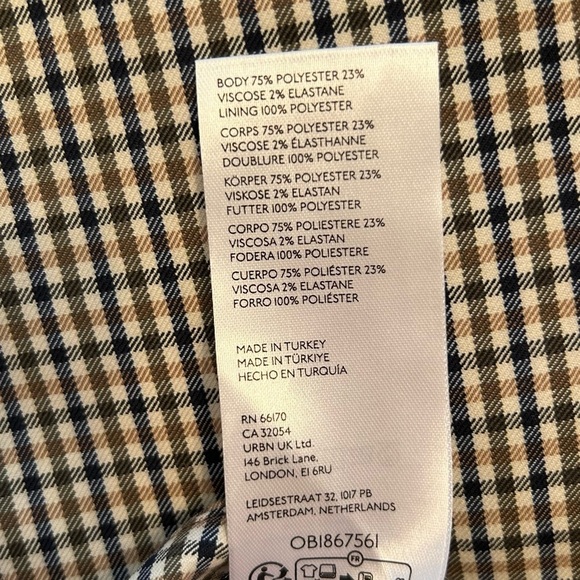 BODY 75% POLYESTER 23%
VISCOSE 2% ELASTANE
LINING 100% POLYESTER
CORPS 75% POLYESTER 23%
VISCOSE 2% ÉLASTHANNE
DOUBLURE 100% POLYESTER
KÖRPER 75% POLYESTER 23%
VISKOSE 2% ELASTAN
FUTTER 100% POLYESTER
CORPO 75% POLIESTERE 23%
VISCOSA 2% ELASTAN
FODERA 100% POLIESTERE
CUERPO 75% POLIÉSTER 23%
VISCOSA 2% ELASTANE
FORRO 100% POLIÉSTER
MADE IN TURKEY
MADE IN TÜRKIYE
HECHO EN TURQUÍA
RN 66170
CA 32054
URBN UK Ltd.
146 Brick Lane.
LONDON, E1 6RU
LEIDSESTRAAT 32, 1017 PB
AMSTERDAM, NETHERLANDS
OB1867561
FR